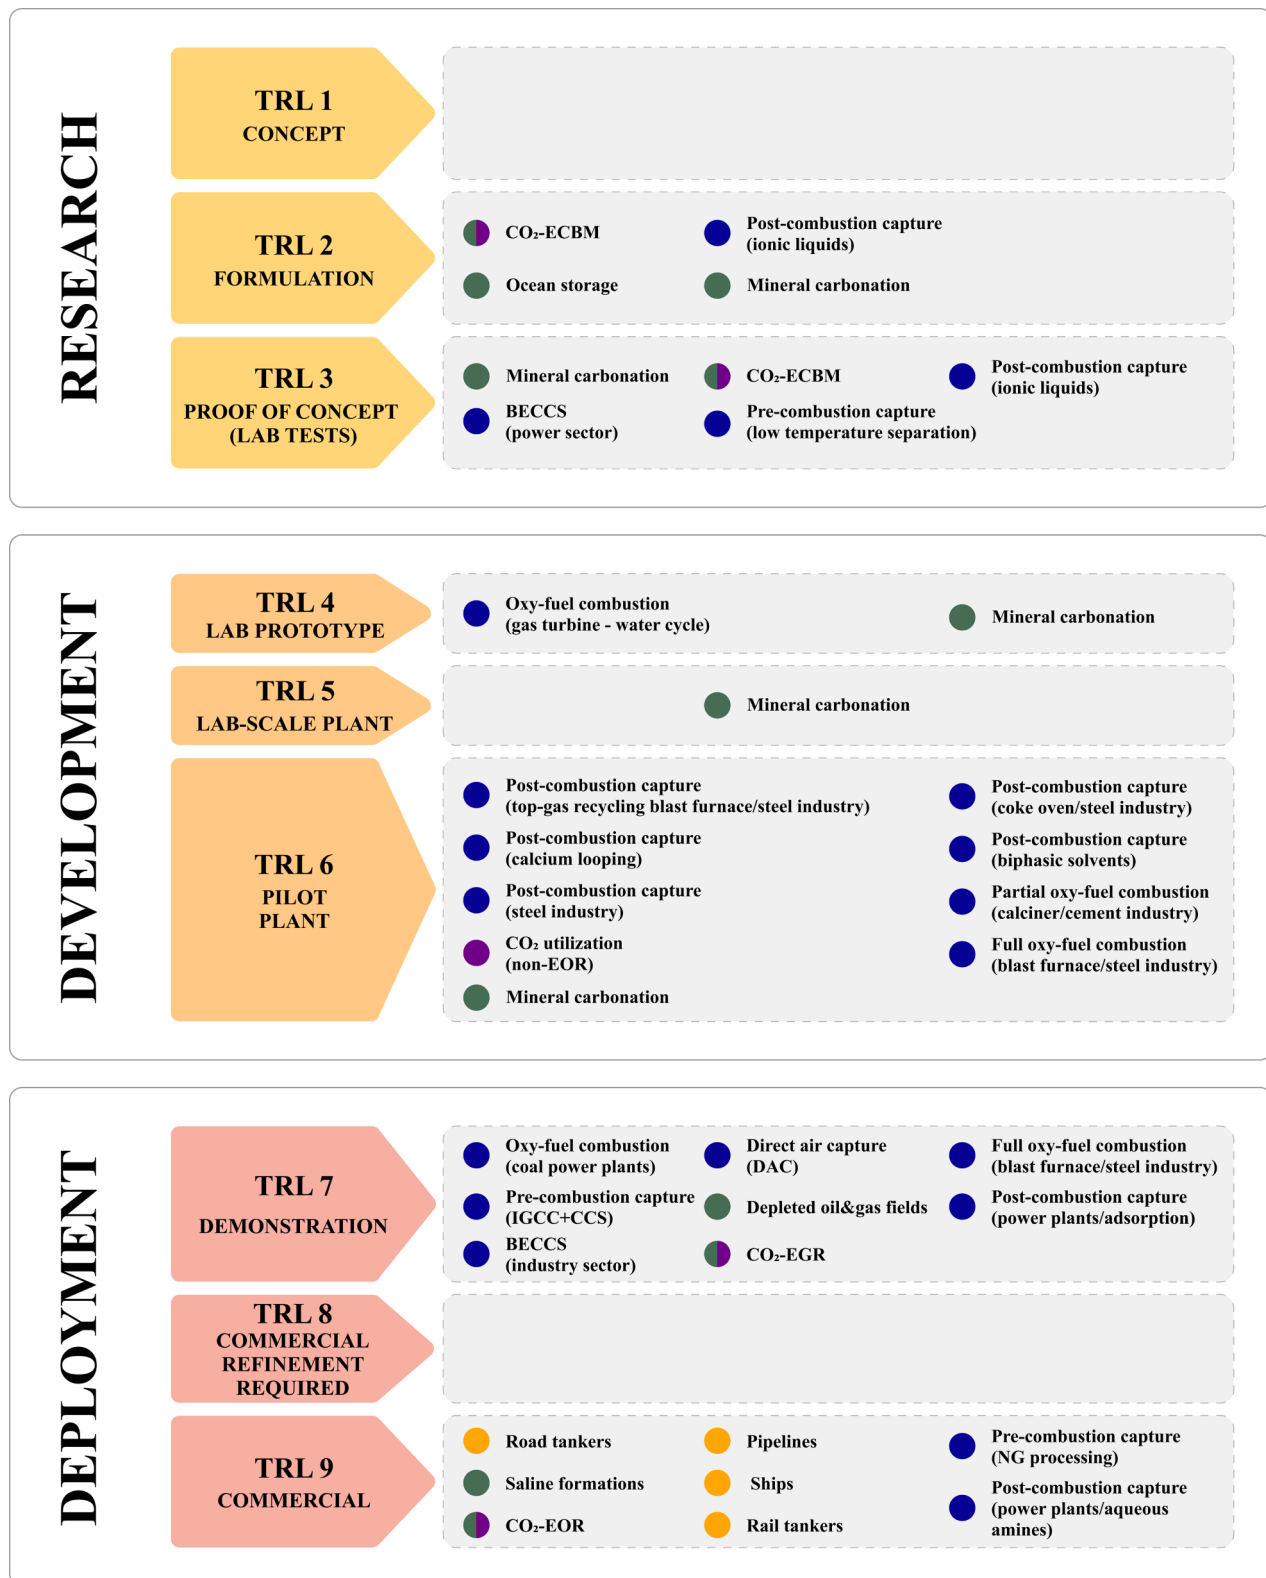 RESEARCH
TRL 1
CONCEPT
TRL 2
FORMULATION
CO₂-ECBM
Post-combustion capture
(ionic liquids)
Ocean storage
Mineral carbonation
TRL 3
PROOF OF CONCEPT
(LAB TESTS)
Mineral carbonation
CO₂-ECBM
Post-combustion capture
(ionic liquids)
BECCS
(power sector)
Pre-combustion capture
(low temperature separation)
DEVELOPMENT
TRL 4
LAB PROTOTYPE
Oxy-fuel combustion
(gas turbine - water cycle)
Mineral carbonation
TRL 5
LAB-SCALE PLANT
Mineral carbonation
TRL 6
PILOT
PLANT
Post-combustion capture
(top-gas recycling blast furnace/steel industry)
Post-combustion capture
(coke oven/steel industry)
Post-combustion capture
(calcium looping)
Post-combustion capture
(biphasic solvents)
Post-combustion capture
(steel industry)
Partial oxy-fuel combustion
(calciner/cement industry)
CO₂ utilization
(non-EOR)
Full oxy-fuel combustion
(blast furnace/steel industry)
Mineral carbonation
DEPLOYMENT
TRL 7
DEMONSTRATION
Oxy-fuel combustion
(coal power plants)
Direct air capture
(DAC)
Full oxy-fuel combustion
(blast furnace/steel industry)
Pre-combustion capture
(IGCC+CCS)
Depleted oil&gas fields
Post-combustion capture
(power plants/adsorption)
BECCS
(industry sector)
CO₂-EGR
TRL 8
COMMERCIAL
REFINEMENT
REQUIRED
TRL 9
COMMERCIAL
Road tankers
Pipelines
Pre-combustion capture
(NG processing)
Saline formations
Ships
Post-combustion capture
(power plants/aqueous
amines)
CO₂-EOR
Rail tankers